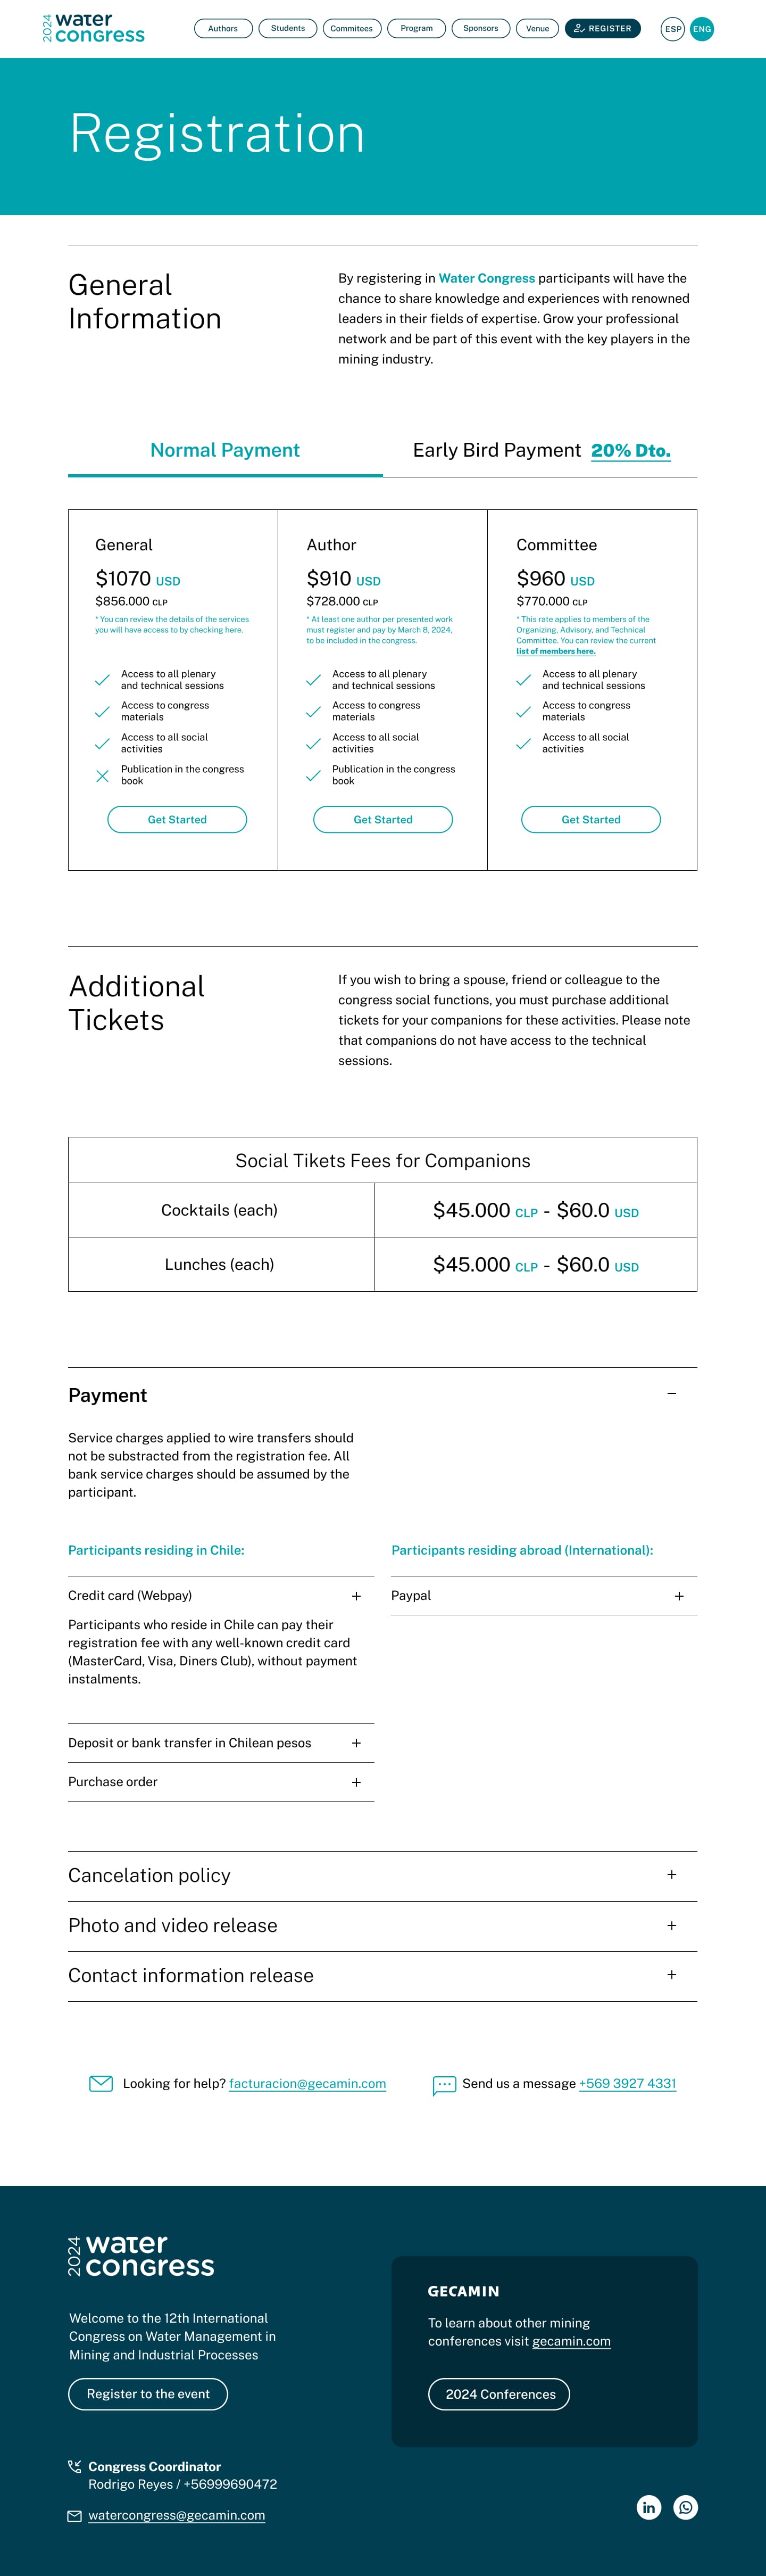 2024 water
congress
Authors
Students
Commitees
Program
Sponsors
Venue
REGISTER
ESP
ENG
Registration
General
Information
By registering in Water Congress participants will have the
chance to share knowledge and experiences with renowned
leaders in their fields of expertise. Grow your professional
network and be part of this event with the key players in the
mining industry.
Normal Payment
Early Bird Payment 20% Dto.
General
$1070 USD
$856.000 CLP
* You can review the details of the services
you will have access to by checking here.
Access to all plenary
and technical sessions
Access to congress
materials
Access to all social
activities
Publication in the congress
book
Get Started
Author
$910 USD
$728.000 CLP
* At least one author per presented work
must register and pay by March 8, 2024,
to be included in the congress.
Access to all plenary
and technical sessions
Access to congress
materials
Access to all social
activities
Publication in the congress
book
Get Started
Committee
$960 USD
$770.000 CLP
* This rate applies to members of the
Organizing, Advisory, and Technical
Committee. You can review the current
list of members here.
Access to all plenary
and technical sessions
Access to congress
materials
Access to all social
activities
Get Started
Additional
Tickets
If you wish to bring a spouse, friend or colleague to the
congress social functions, you must purchase additional
tickets for your companions for these activities. Please note
that companions do not have access to the technical
sessions.
Social Tikets Fees for Companions
Cocktails (each)
$45.000 CLP - $60.0 USD
Lunches (each)
$45.000 CLP - $60.0 USD
Payment
Service charges applied to wire transfers should
not be substracted from the registration fee. All
bank service charges should be assumed by the
participant.
Participants residing in Chile:
Credit card (Webpay)
Participants who reside in Chile can pay their
registration fee with any well-known credit card
(MasterCard, Visa, Diners Club), without payment
instalments.
Deposit or bank transfer in Chilean pesos
Purchase order
Participants residing abroad (International):
Paypal
Cancelation policy
Photo and video release
Contact information release
Looking for help? facturacion@gecamin.com
Send us a message +569 3927 4331
2024 water
congress
Welcome to the 12th International
Congress on Water Management in
Mining and Industrial Processes
Register to the event
GECAMIN
To learn about other mining
conferences visit gecamin.com
2024 Conferences
Congress Coordinator
Rodrigo Reyes / +56999690472
watercongress@gecamin.com
in